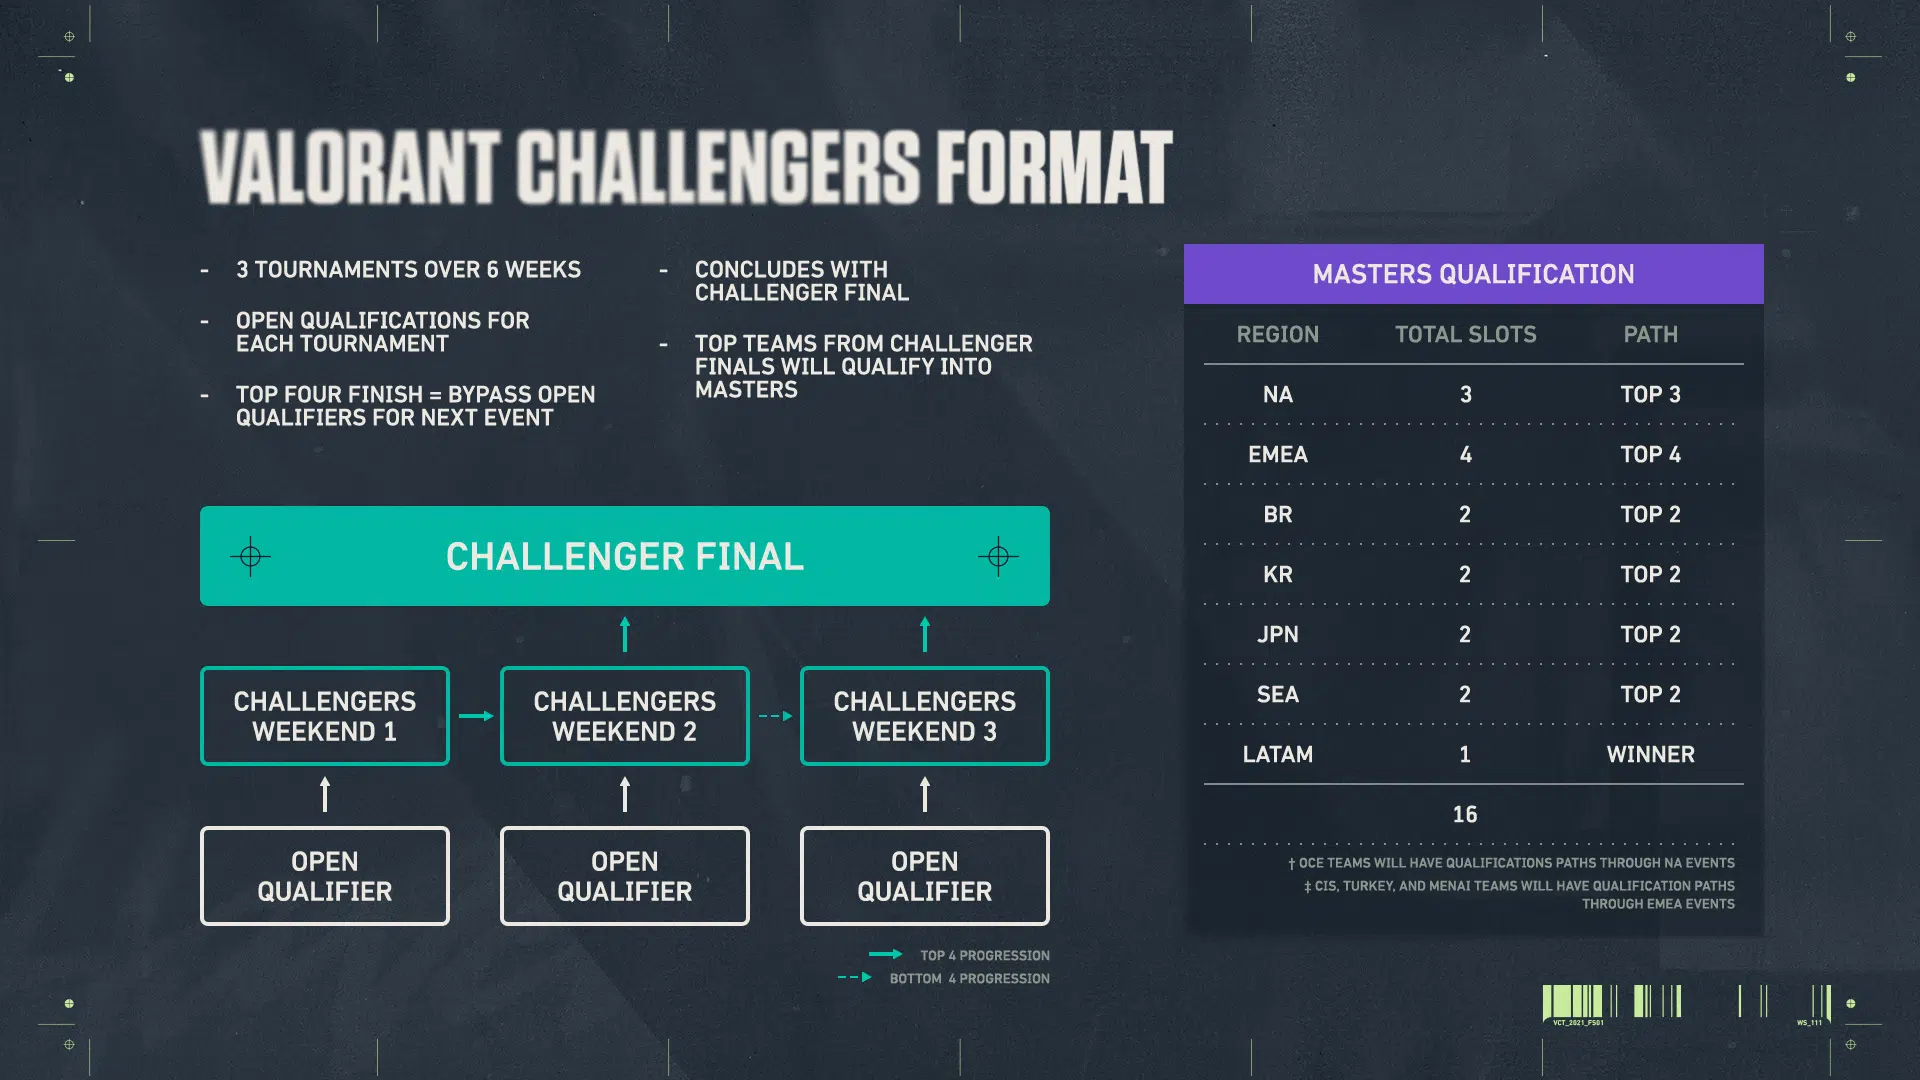 VALORANT CHALLENGERS FORMAT
- 3 TOURNAMENTS OVER 6 WEEKS
- OPEN QUALIFICATIONS FOR
EACH TOURNAMENT
- TOP FOUR FINISH = BYPASS OPEN
QUALIFIERS FOR NEXT EVENT
- CONCLUDES WITH
CHALLENGER FINAL
- TOP TEAMS FROM CHALLENGER
FINALS WILL QUALIFY INTO
MASTERS
CHALLENGER FINAL
CHALLENGERS
WEEKEND 1
CHALLENGERS
WEEKEND 2
CHALLENGERS
WEEKEND 3
OPEN
QUALIFIER
OPEN
QUALIFIER
OPEN
QUALIFIER
TOP 4 PROGRESSION
BOTTOM 4 PROGRESSION
MASTERS QUALIFICATION
REGION TOTAL SLOTS PATH
NA 3 TOP 3
EMEA 4 TOP 4
BR 2 TOP 2
KR 2 TOP 2
JPN 2 TOP 2
SEA 2 TOP 2
LATAM 1 WINNER
16
† OCE TEAMS WILL HAVE QUALIFICATIONS PATHS THROUGH NA EVENTS
‡ CIS, TURKEY, AND MENAI TEAMS WILL HAVE QUALIFICATION PATHS
THROUGH EMEA EVENTS
VCT_2021_FS01 WS_111